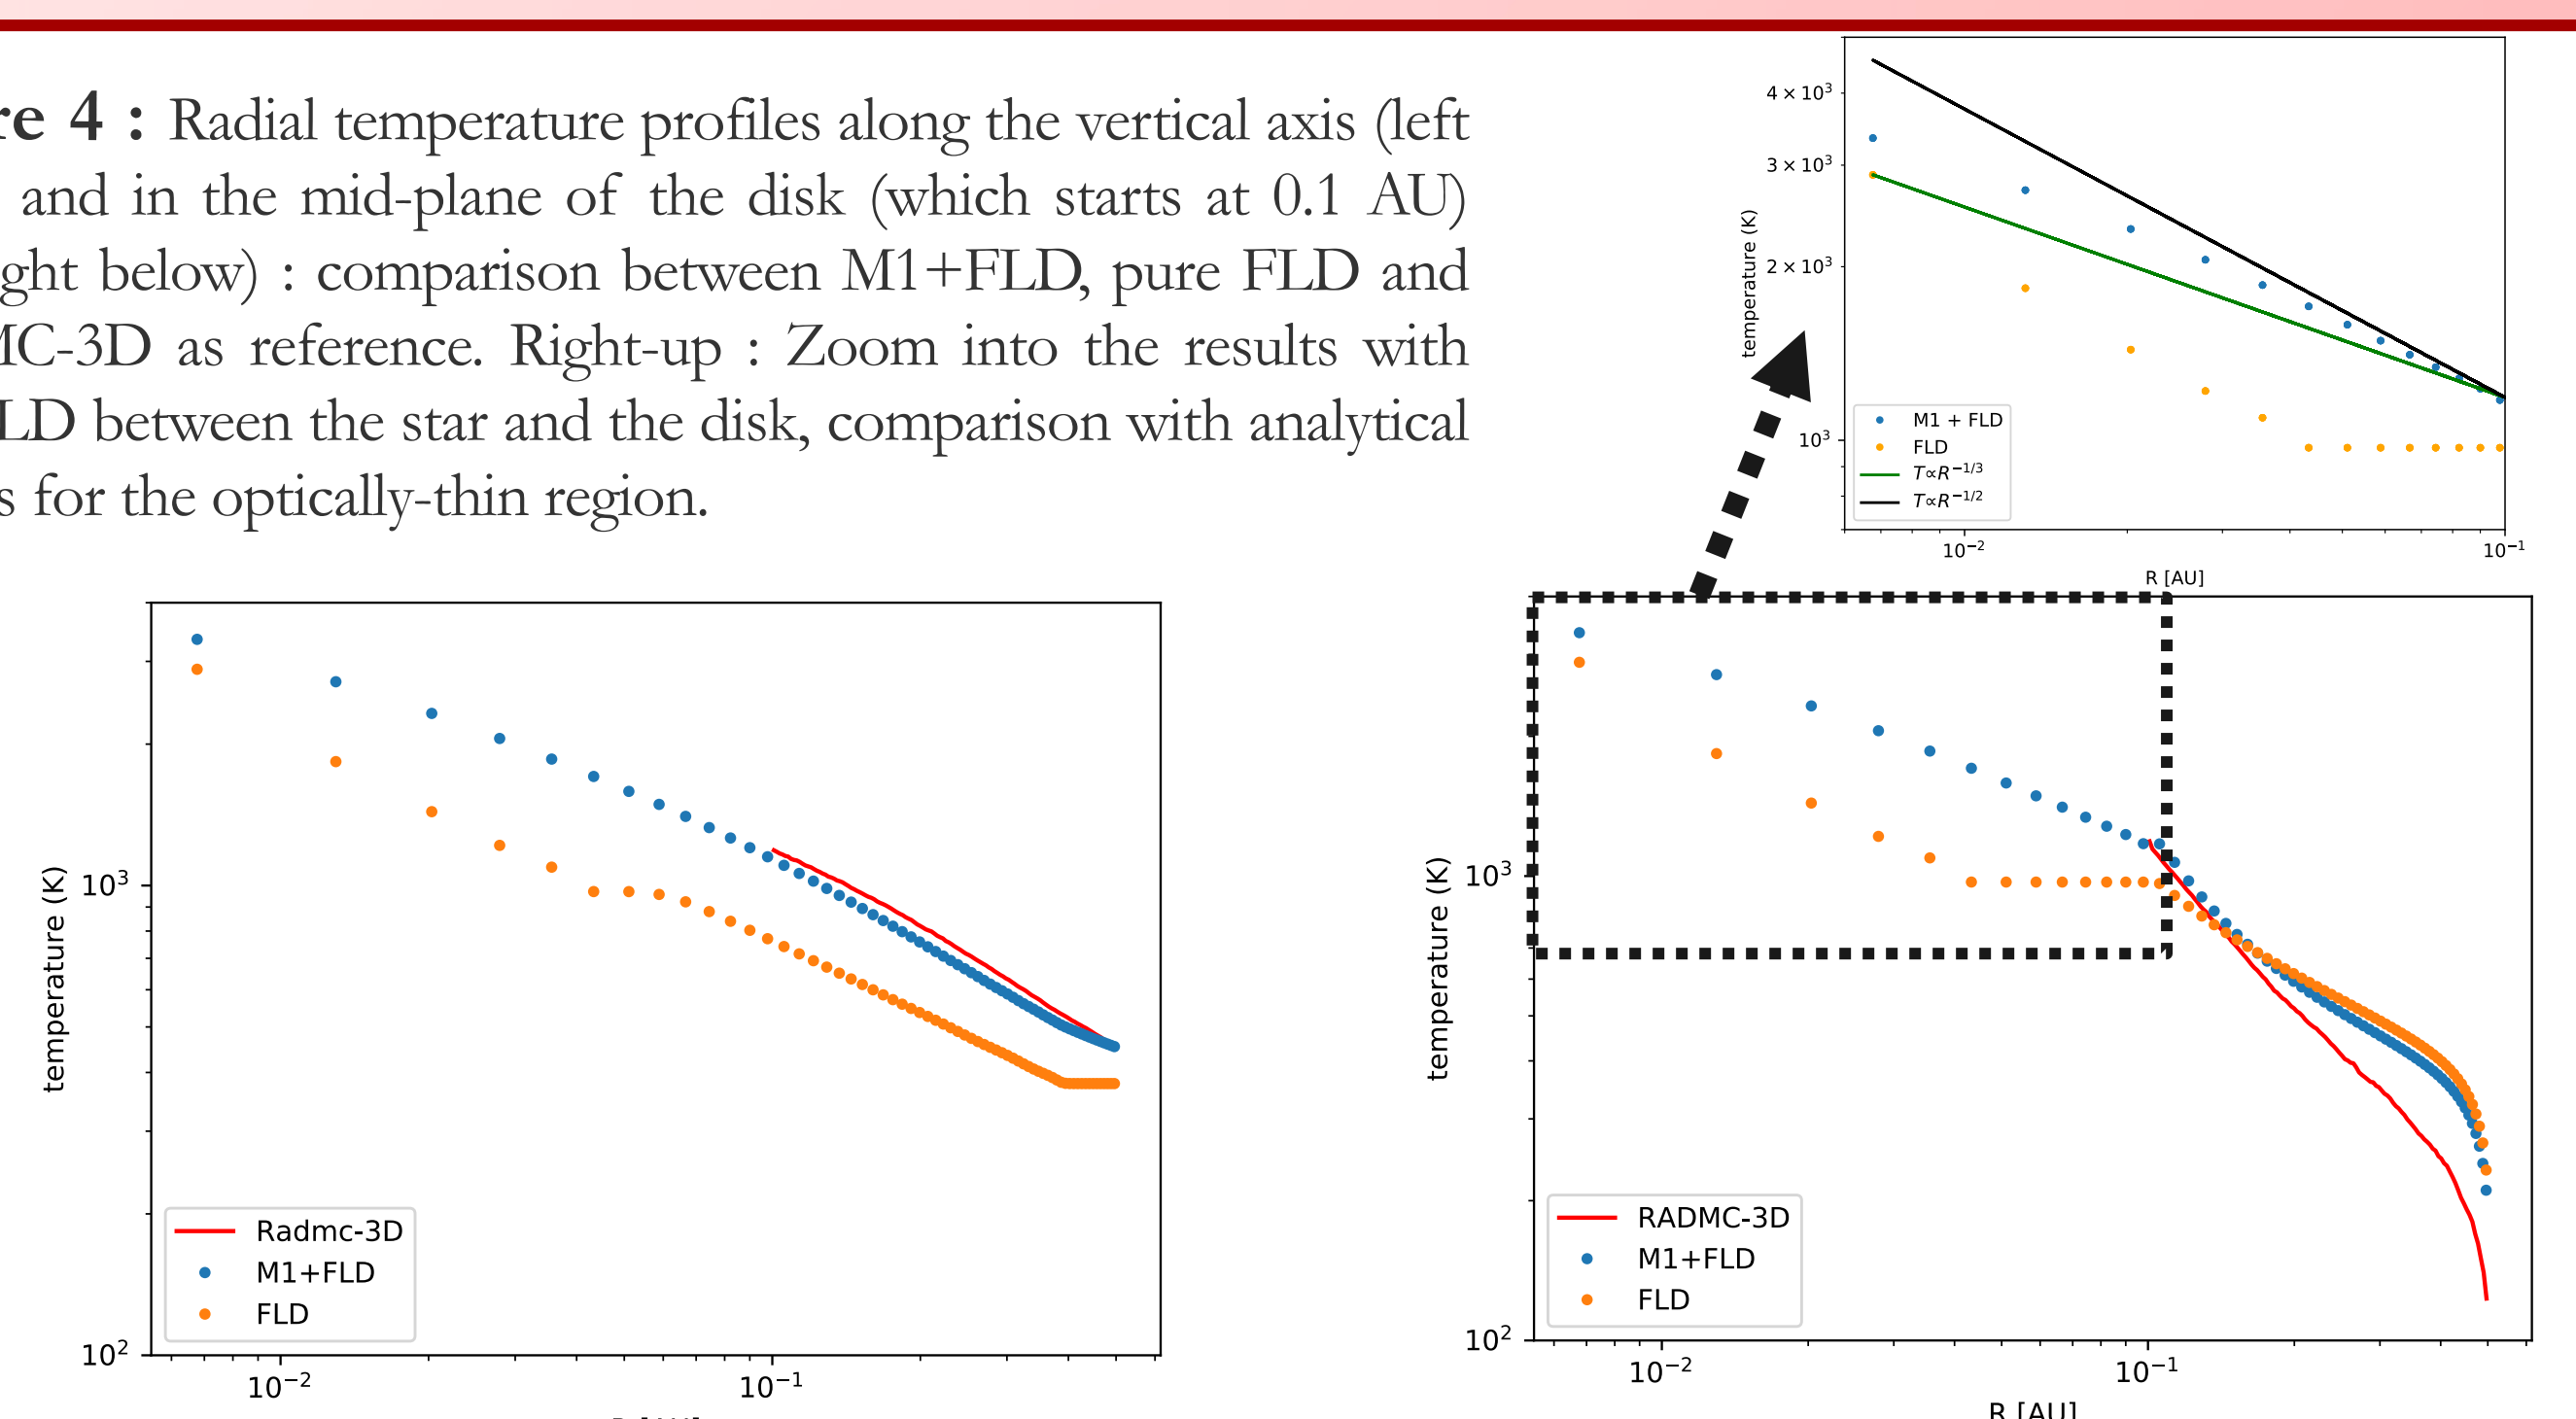 re 4 : Radial temperature profiles along the vertical axis (left
and in the mid-plane of the disk (which starts at 0.1 AU)
ght below) : comparison between M1+FLD, pure FLD and
MC-3D as reference. Right-up : Zoom into the results with
LD between the star and the disk, comparison with analytical
s for the optically-thin region.
4 × 10³
3 × 10³
2 × 10³
10³
temperature (K)
M1 + FLD
FLD
T∝R⁻¹/³
T∝R⁻¹/²
10⁻²
10⁻¹
R [AU]
10³
10²
temperature (K)
Radmc-3D
M1+FLD
FLD
10⁻²
10⁻¹
R [AU]
10³
10²
temperature (K)
RADMC-3D
M1+FLD
FLD
10⁻²
10⁻¹
R [AU]